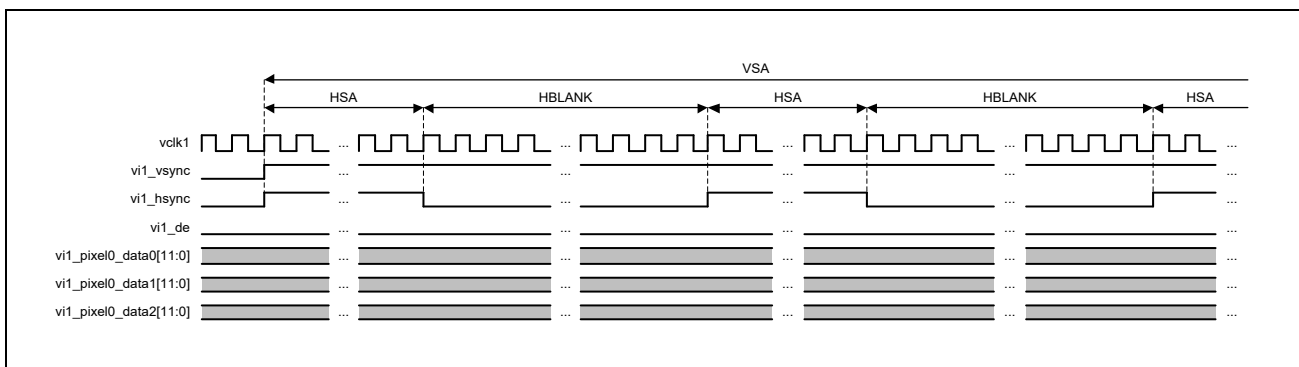 VSA
HSA HBLANK HSA HBLANK HSA
vclk1 ... ... ... ... ...
vi1_vsync ... ... ... ... ...
vi1_hsync ... ... ... ... ...
vi1_de ... ... ... ... ...
vi1_pixel0_data0[11:0] ... ... ... ... ...
vi1_pixel0_data1[11:0] ... ... ... ... ...
vi1_pixel0_data2[11:0] ... ... ... ... ...